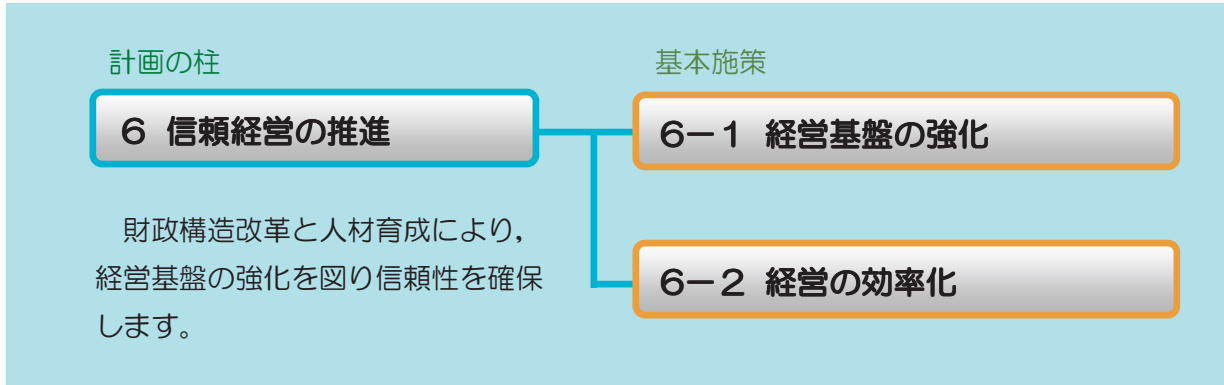 計画の柱
基本施策
6 信頼経営の推進
6－1 経営基盤の強化
財政構造改革と人材育成により，
経営基盤の強化を図り信頼性を確保
します。
6－2 経営の効率化